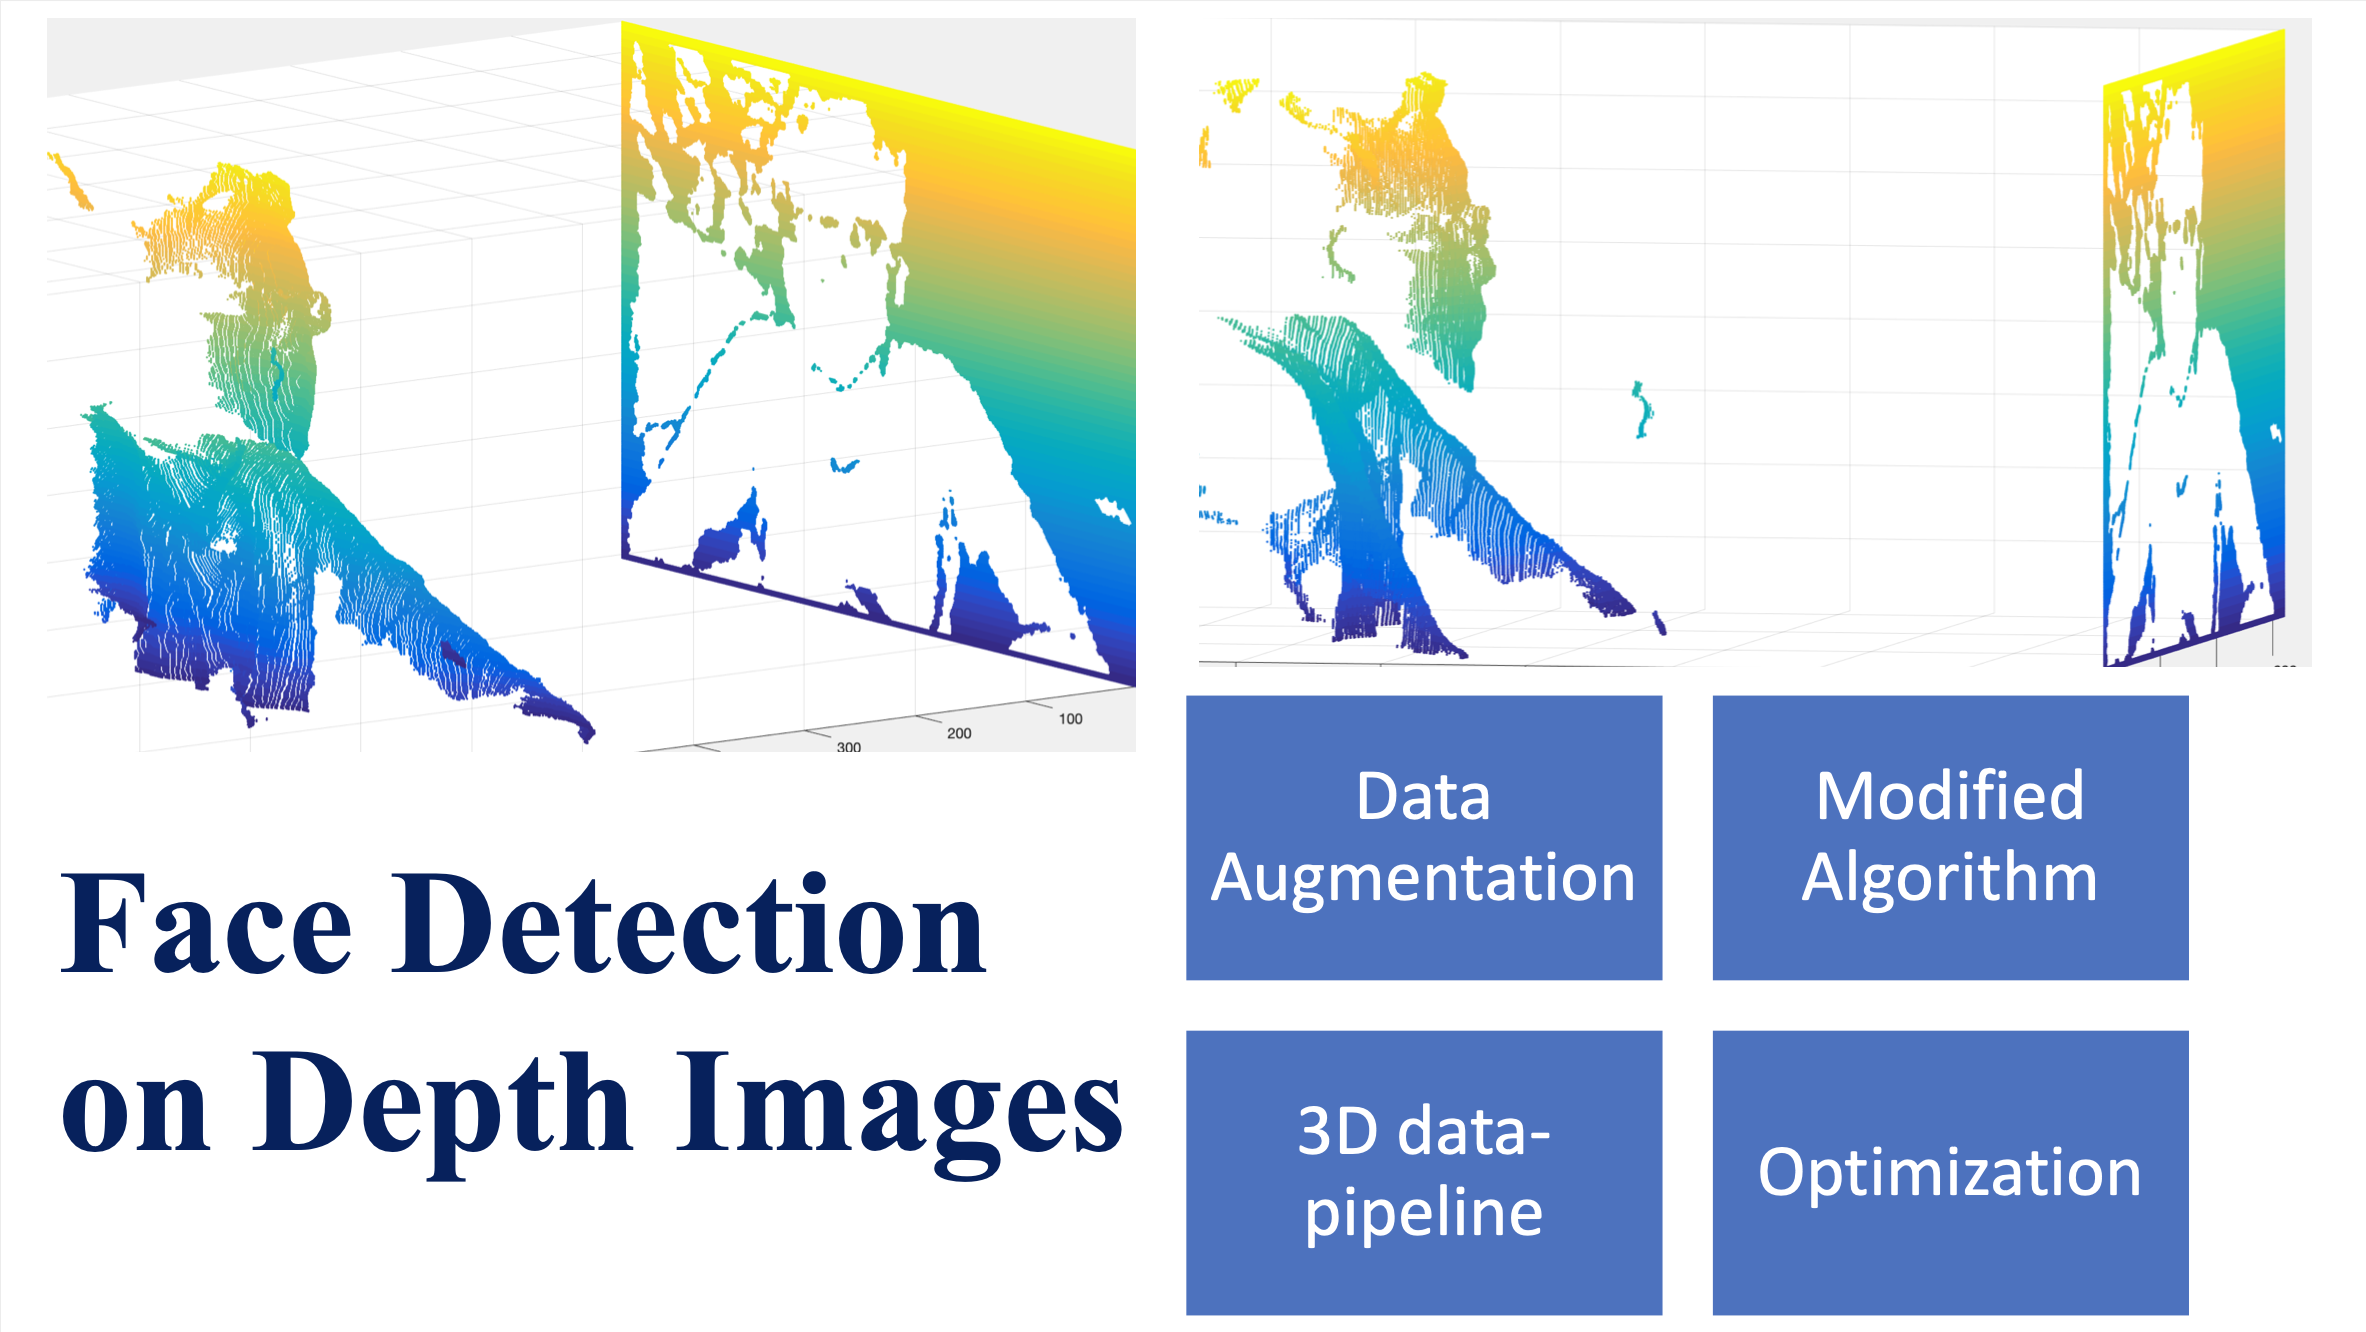 300
200
100
Face Detection
on Depth Images
Data
Augmentation
Modified
Algorithm
3D data-
pipeline
Optimization